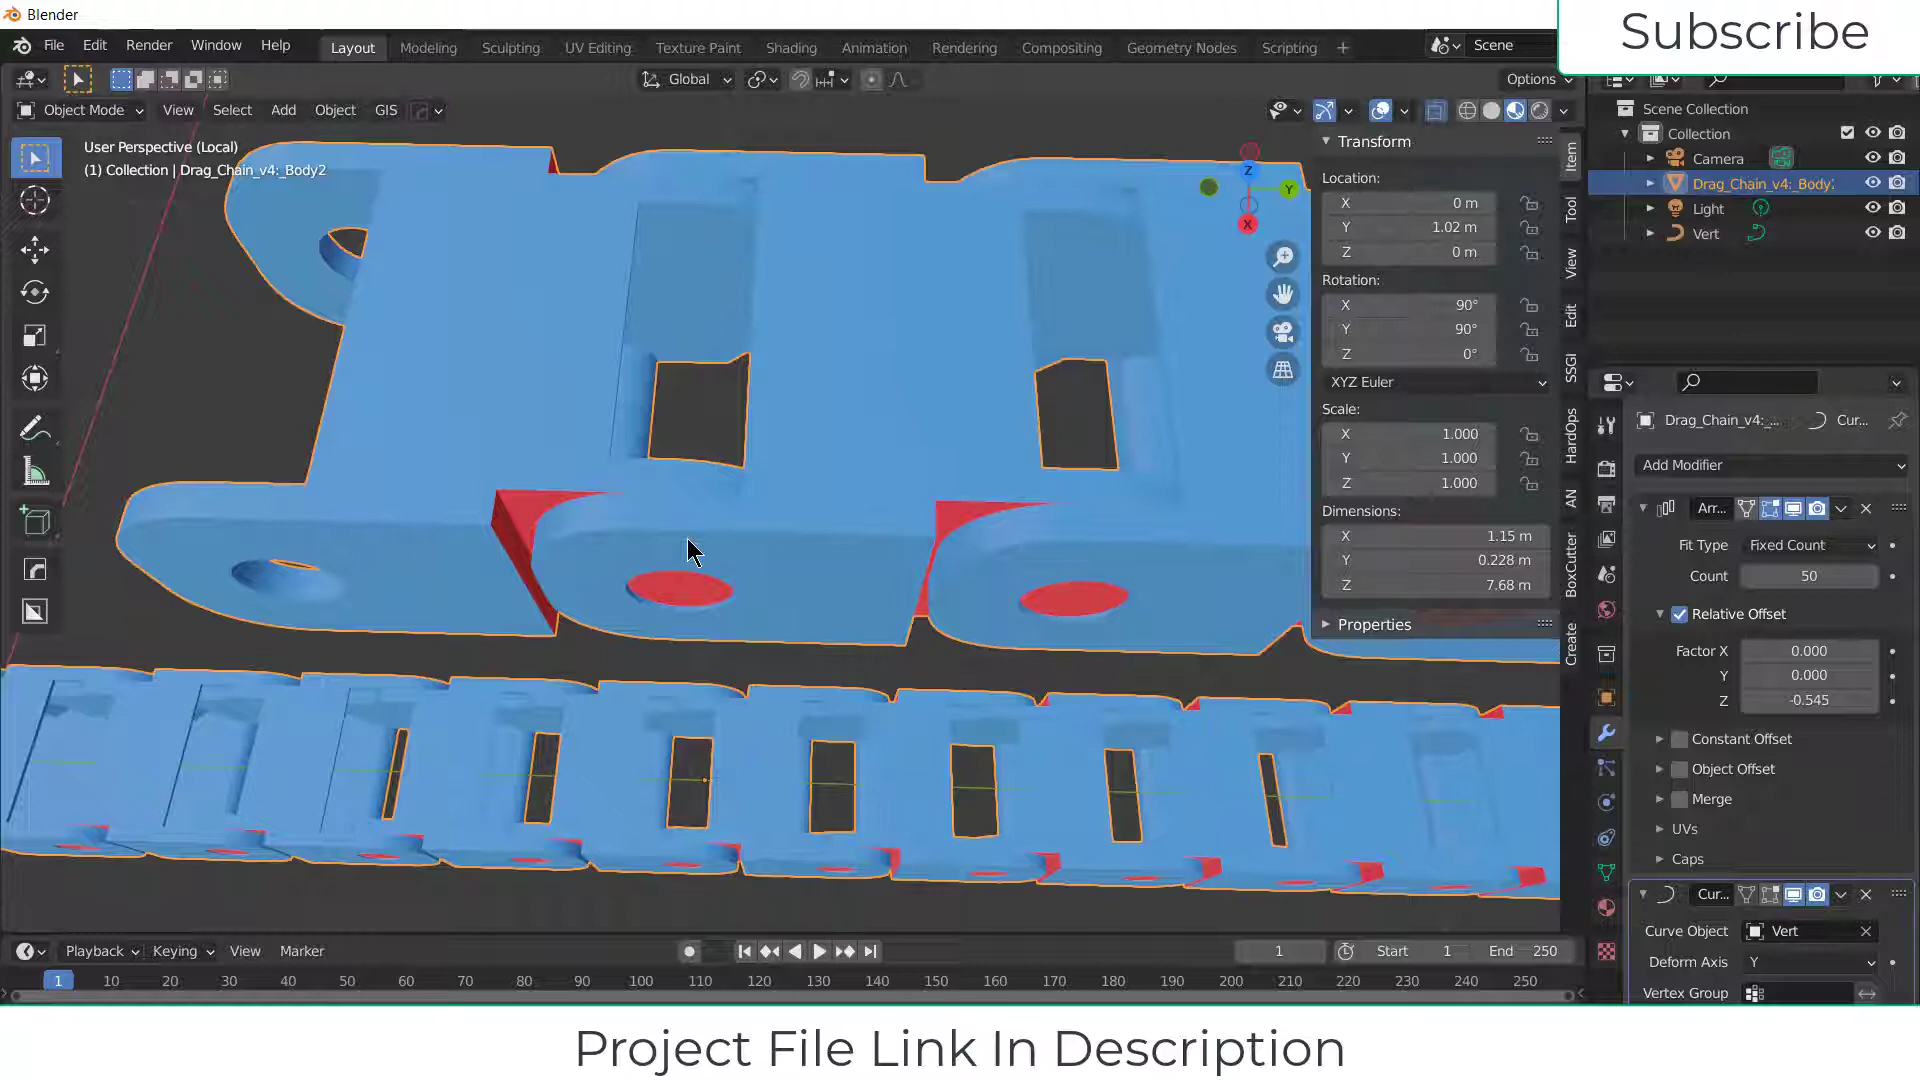 Blender
Subscribe
File Edit Render Window Help
Layout Modeling Sculpting UV Editing Texture Paint Shading Animation Rendering Compositing Geometry Nodes Scripting +
Scene
Global
Options
Object Mode View Select Add Object GIS
User Perspective (Local)
(1) Collection | Drag_Chain_v4:_Body2
Z
Y
X
Transform
Location:
X 0 m
Y 1.02 m
Z 0 m
Rotation:
X 90°
Y 90°
Z 0°
XYZ Euler
Scale:
X 1.000
Y 1.000
Z 1.000
Dimensions:
X 1.15 m
Y 0.228 m
Z 7.68 m
Properties
Item
Tool
View
Edit
SSGI
HardOps
AN
BoxCutter
Create
Scene Collection
Collection
Camera
Drag_Chain_v4:_Body:
Light
Vert
Drag_Chain_v4:_... Cur...
Add Modifier
Arr...
Fit Type Fixed Count
Count 50
Relative Offset
Factor X 0.000
Y 0.000
Z -0.545
Constant Offset
Object Offset
Merge
UVs
Caps
Cur...
Curve Object Vert
Deform Axis Y
Vertex Group
Playback Keying View Marker
1
Start 1
End 250
1 10 20 30 40 50 60 70 80 90 100 110 120 130 140 150 160 170 180 190 200 210 220 230 240 250
Project File Link In Description